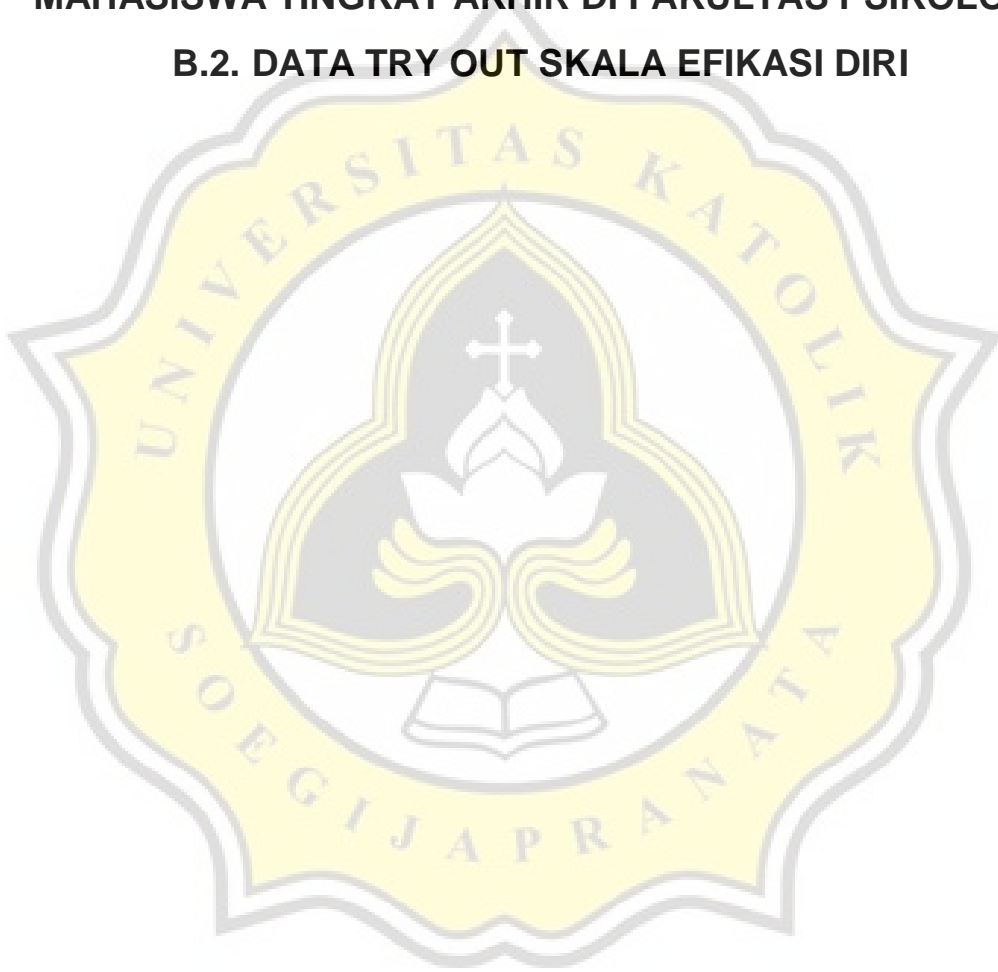 MAHASISWA TINGKAT AKHIR DI FAKULTAS PSIKOLO
B.2. DATA TRY OUT SKALA EFIKASI DIRI
UNIVERSITAS KATOLIK
SOEGIJAPRANATA